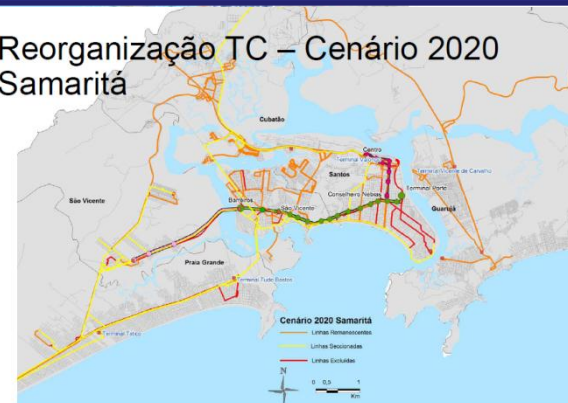 Reorganização TC – Cenário 2020
Samaritá
Cubatão
Centro
Terminal
Santos
Terminal Vicente de Carvalho
Conselheiro Nébias
Terminal Porto
São Vicente
Barreiros
São Vicente
Guarujá
Praia Grande
Terminal Tude Bastos
Terminal Tático
Cenário 2020 Samaritá
Linhas Remanescentes
Linhas Seccionadas
Linhas Excluídas
N
0 0,5 1
Km